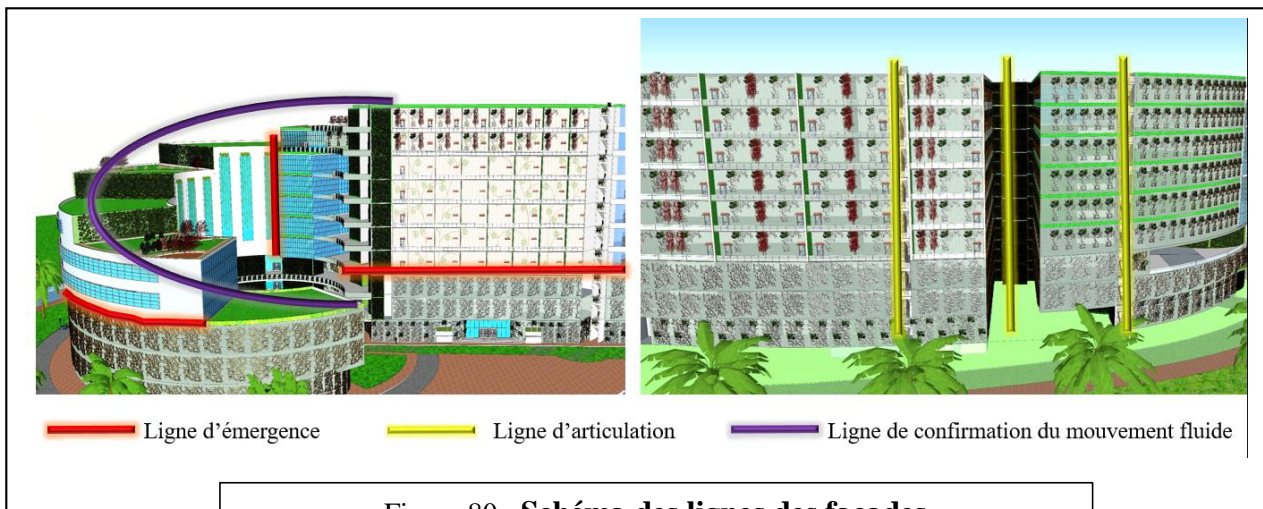 Ligne d'émergence Ligne d'articulation Ligne de confirmation du mouvement fluide
Figure 80 Schéma des lignes des façades